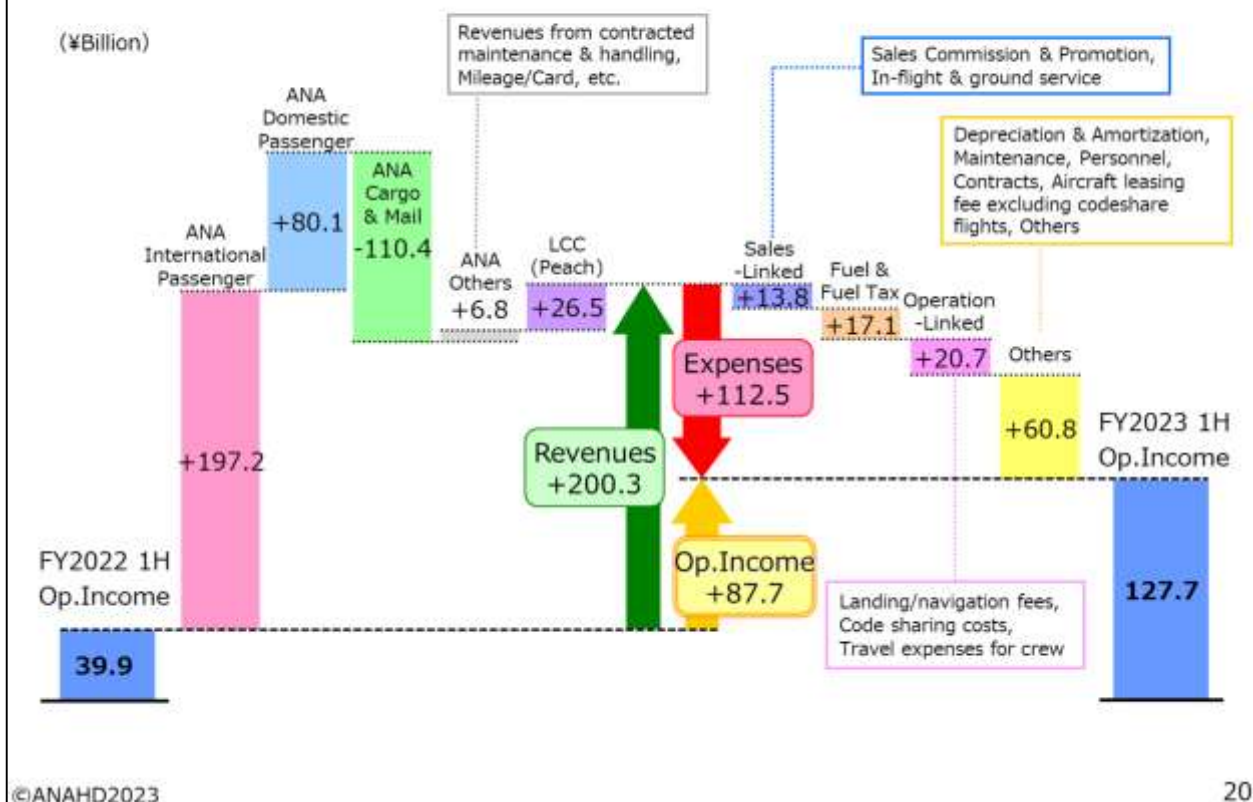 (¥Billion)
Revenues from contracted
maintenance & handling,
Mileage/Card, etc.
Sales Commission & Promotion,
In-flight & ground service
Depreciation & Amortization,
Maintenance, Personnel,
Contracts, Aircraft leasing
fee excluding codeshare
flights, Others
FY2022 1H
Op.Income
39.9
ANA
International
Passenger
+197.2
ANA
Domestic
Passenger
+80.1
ANA
Cargo
& Mail
-110.4
ANA
Others
+6.8
LCC
(Peach)
+26.5
Revenues
+200.3
Expenses
+112.5
Op.Income
+87.7
Sales
-Linked
+13.8
Fuel &
Fuel Tax
+17.1
Operation
-Linked
+20.7
Others
+60.8
FY2023 1H
Op.Income
127.7
Landing/navigation fees,
Code sharing costs,
Travel expenses for crew
©ANAHD2023
20